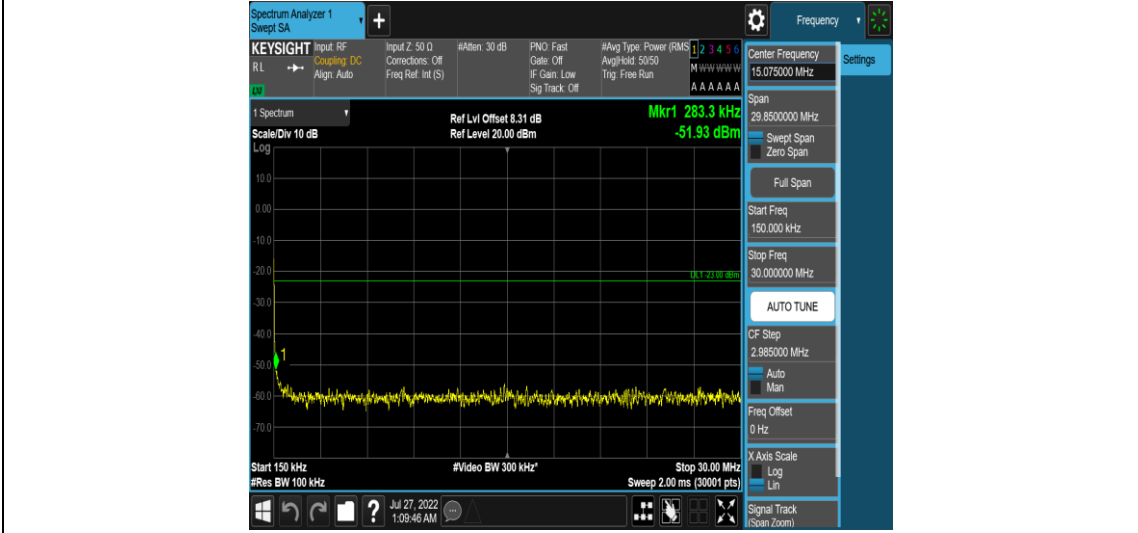 Spectrum Analyzer 1
Swept SA
Frequency
KEYSIGHT
RL
Input: RF
Coupling: DC
Align: Auto
Input Z: 50 Ω
Corrections: Off
Freq Ref: Int (S)
#Atten: 30 dB
PNO: Fast
Gate: Off
IF Gain: Low
Sig Track: Off
#Avg Type: Power (RMS
Avg|Hold: 50/50
Trig: Free Run
1 2 3 4 5 6
M W W W W W
A A A A A A
1 Spectrum
Scale/Div 10 dB
Log
Ref Lvl Offset 8.31 dB
Ref Level 20.00 dBm
Mkr1 283.3 kHz
-51.93 dBm
10.0
0.00
-10.0
-20.0
DL1 -23.00 dBm
-30.0
-40.0
1
-50.0
-60.0
-70.0
Start 150 kHz
#Res BW 100 kHz
#Video BW 300 kHz*
Stop 30.00 MHz
Sweep 2.00 ms (30001 pts)
Jul 27, 2022
1:09:46 AM
Center Frequency
15.075000 MHz
Settings
Span
29.8500000 MHz
Swept Span
Zero Span
Full Span
Start Freq
150.000 kHz
Stop Freq
30.000000 MHz
AUTO TUNE
CF Step
2.985000 MHz
Auto
Man
Freq Offset
0 Hz
X Axis Scale
Log
Lin
Signal Track
(Span Zoom)